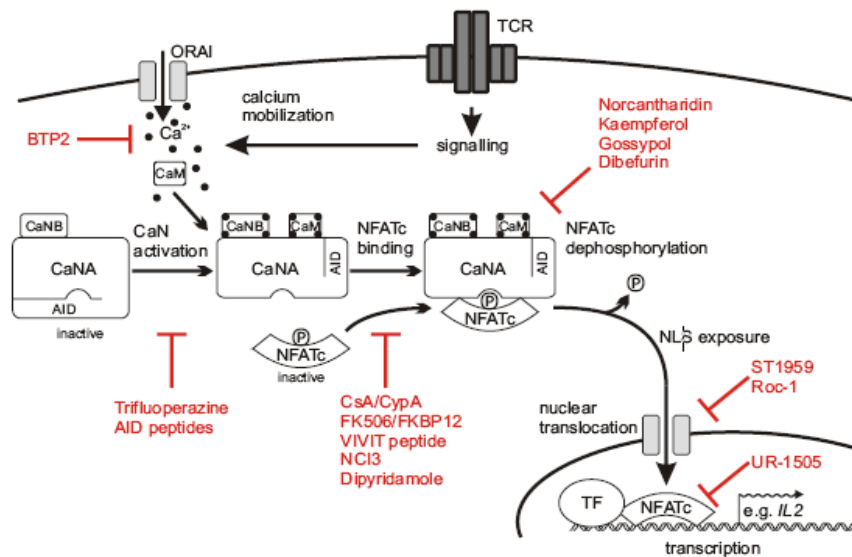 ORAI
TCR
calcium
mobilization
signalling
BTP2
Ca2+
CaM
Norcantharidin
Kaempferol
Gossypol
Dibefurin
CaNB
CaNA
AID
inactive
CaN
activation
CaNB
CaM
CaNA
AID
NFATc
binding
CaNB
CaM
CaNA
AID
P
NFATc
NFATc
dephosphorylation
P
P
NFATc
inactive
NLS exposure
Trifluoperazine
AID peptides
CsA/CypA
FK506/FKBP12
VIVIT peptide
NCI3
Dipyridamole
ST1959
Roc-1
nuclear
translocation
UR-1505
TF
NFATc
e.g. IL2
transcription